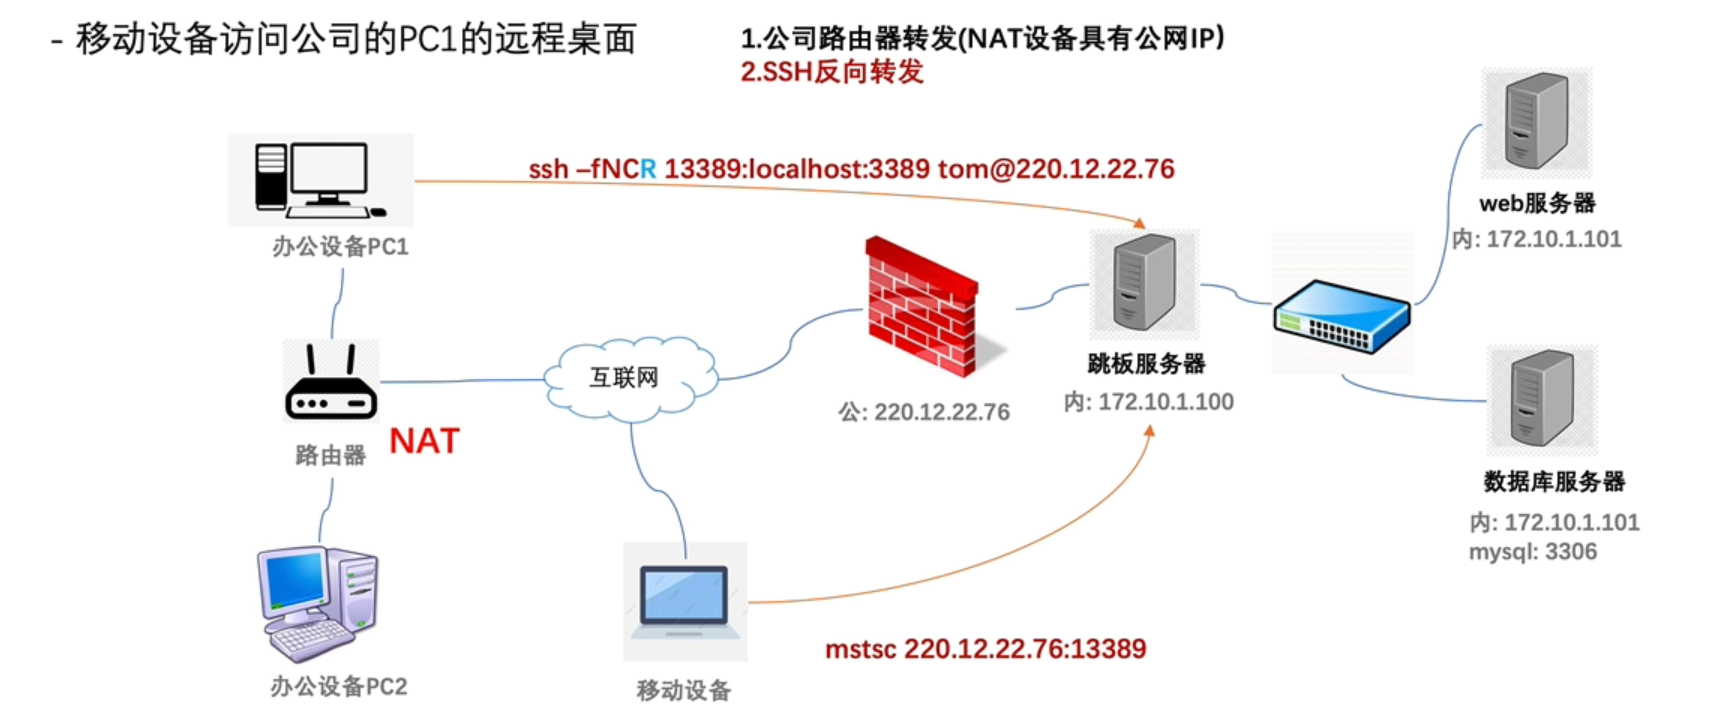 - 移动设备访问公司的PC1的远程桌面
1.公司路由器转发(NAT设备具有公网IP)
2.SSH反向转发
ssh –fNCR 13389:localhost:3389 tom@220.12.22.76
办公设备PC1
web服务器
内: 172.10.1.101
互联网
跳板服务器
内: 172.10.1.100
公: 220.12.22.76
路由器
NAT
数据库服务器
内: 172.10.1.101
mysql: 3306
mstsc 220.12.22.76:13389
办公设备PC2
移动设备